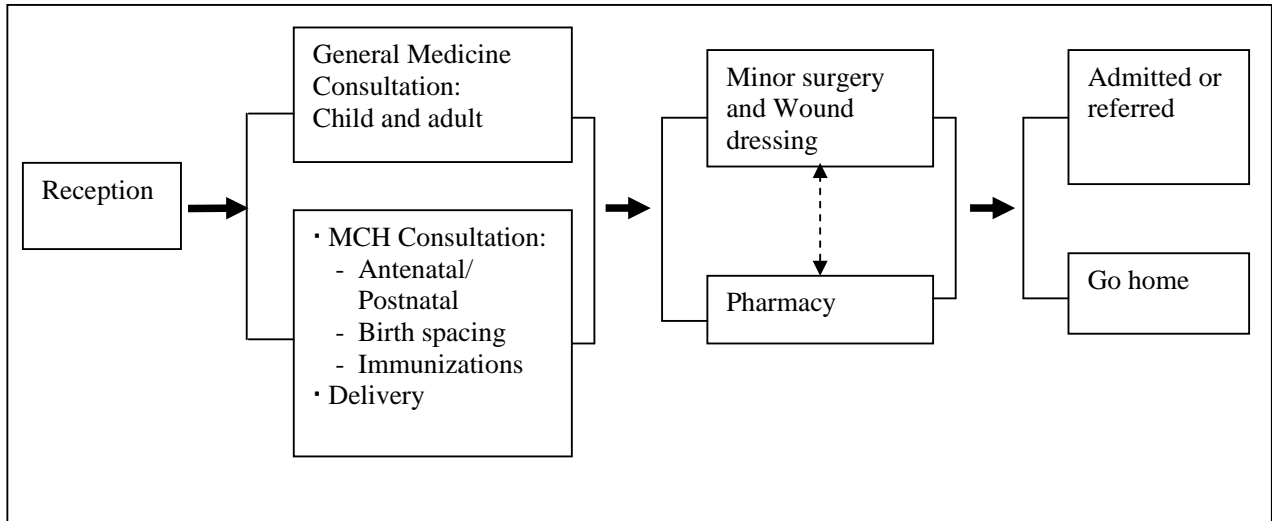 Reception
General Medicine
Consultation:
Child and adult
· MCH Consultation:
- Antenatal/
Postnatal
- Birth spacing
- Immunizations
· Delivery
Minor surgery
and Wound
dressing
Pharmacy
Admitted or
referred
Go home